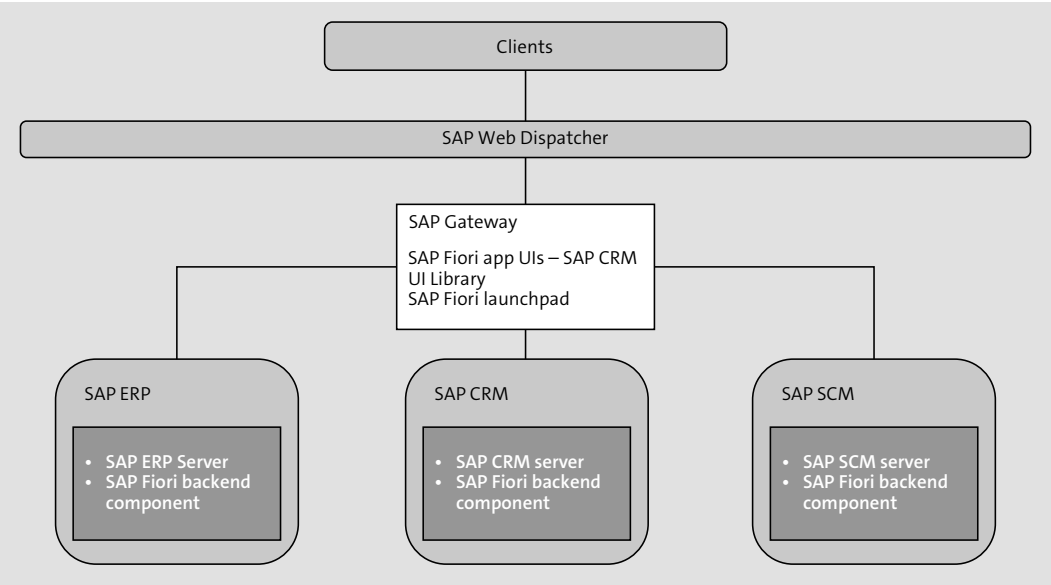 Clients
SAP Web Dispatcher
SAP Gateway
SAP Fiori app UIs – SAP CRM
UI Library
SAP Fiori launchpad
SAP ERP
• SAP ERP Server
• SAP Fiori backend
component
SAP CRM
• SAP CRM server
• SAP Fiori backend
component
SAP SCM
• SAP SCM server
• SAP Fiori backend
component